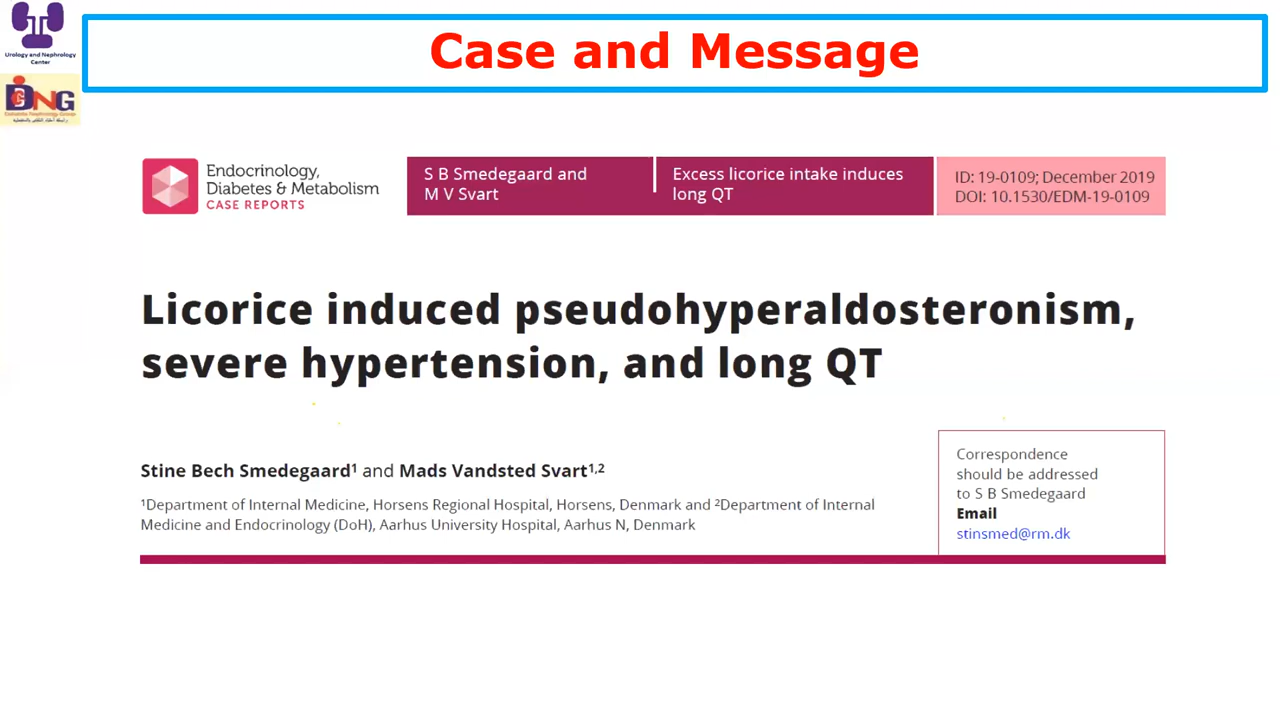 Urology and Nephrology
Center
Case and Message
DNG
Endocrinology,
Diabetes & Metabolism
CASE REPORTS
S B Smedegaard and
M V Svart
Excess licorice intake induces
long QT
ID: 19-0109; December 2019
DOI: 10.1530/EDM-19-0109
Licorice induced pseudohyperaldosteronism,
severe hypertension, and long QT
Stine Bech Smedegaard¹ and Mads Vandsted Svart¹,²
¹Department of Internal Medicine, Horsens Regional Hospital, Horsens, Denmark and ²Department of Internal
Medicine and Endocrinology (DoH), Aarhus University Hospital, Aarhus N, Denmark
Correspondence
should be addressed
to S B Smedegaard
Email
stinsmed@rm.dk